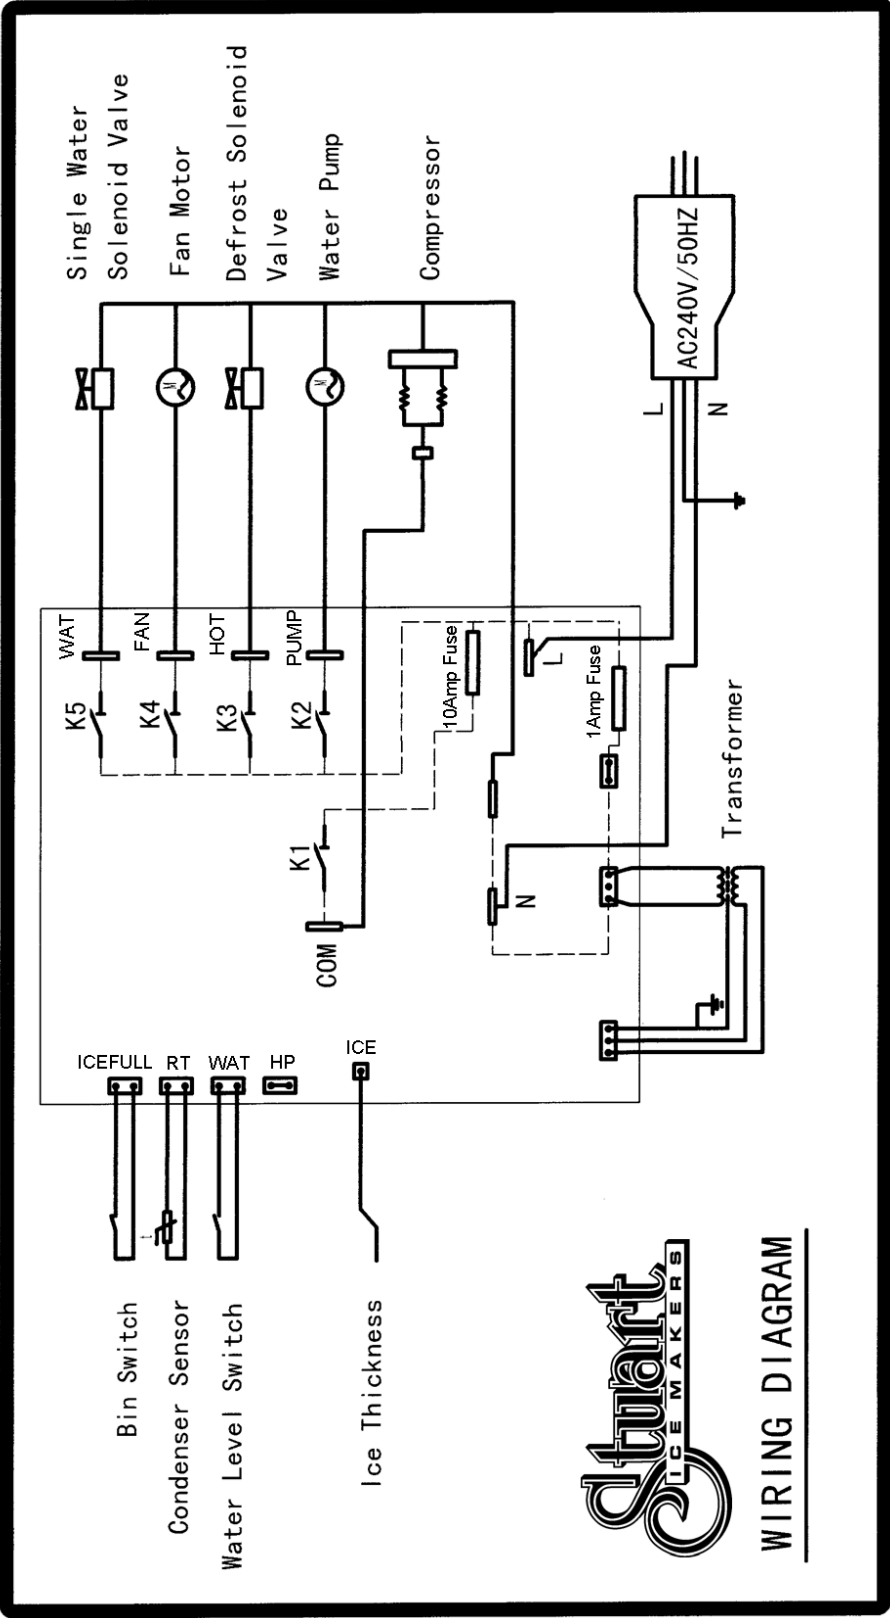 Single Water
Solenoid Valve
Fan Motor
Defrost Solenoid
Valve
Water Pump
Compressor
AC240V/50HZ
L
N
WAT
FAN
HOT
PUMP
K5
K4
K3
K2
10Amp Fuse
L
1Amp Fuse
K1
COM
N
Transformer
ICEFULL
RT
WAT
HP
ICE
Bin Switch
Condenser Sensor
Water Level Switch
Ice Thickness
Stuart
ICE MAKERS
WIRING DIAGRAM
M
M